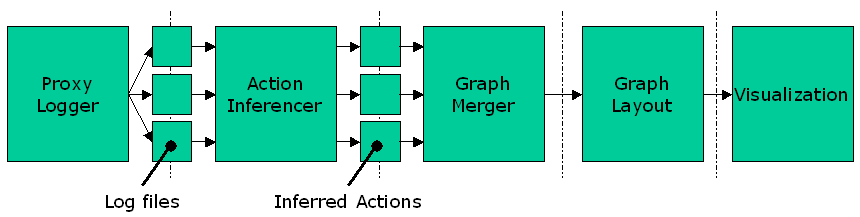 Proxy
Logger
Action
Inferencer
Graph
Merger
Graph
Layout
Visualization
Log files
Inferred Actions